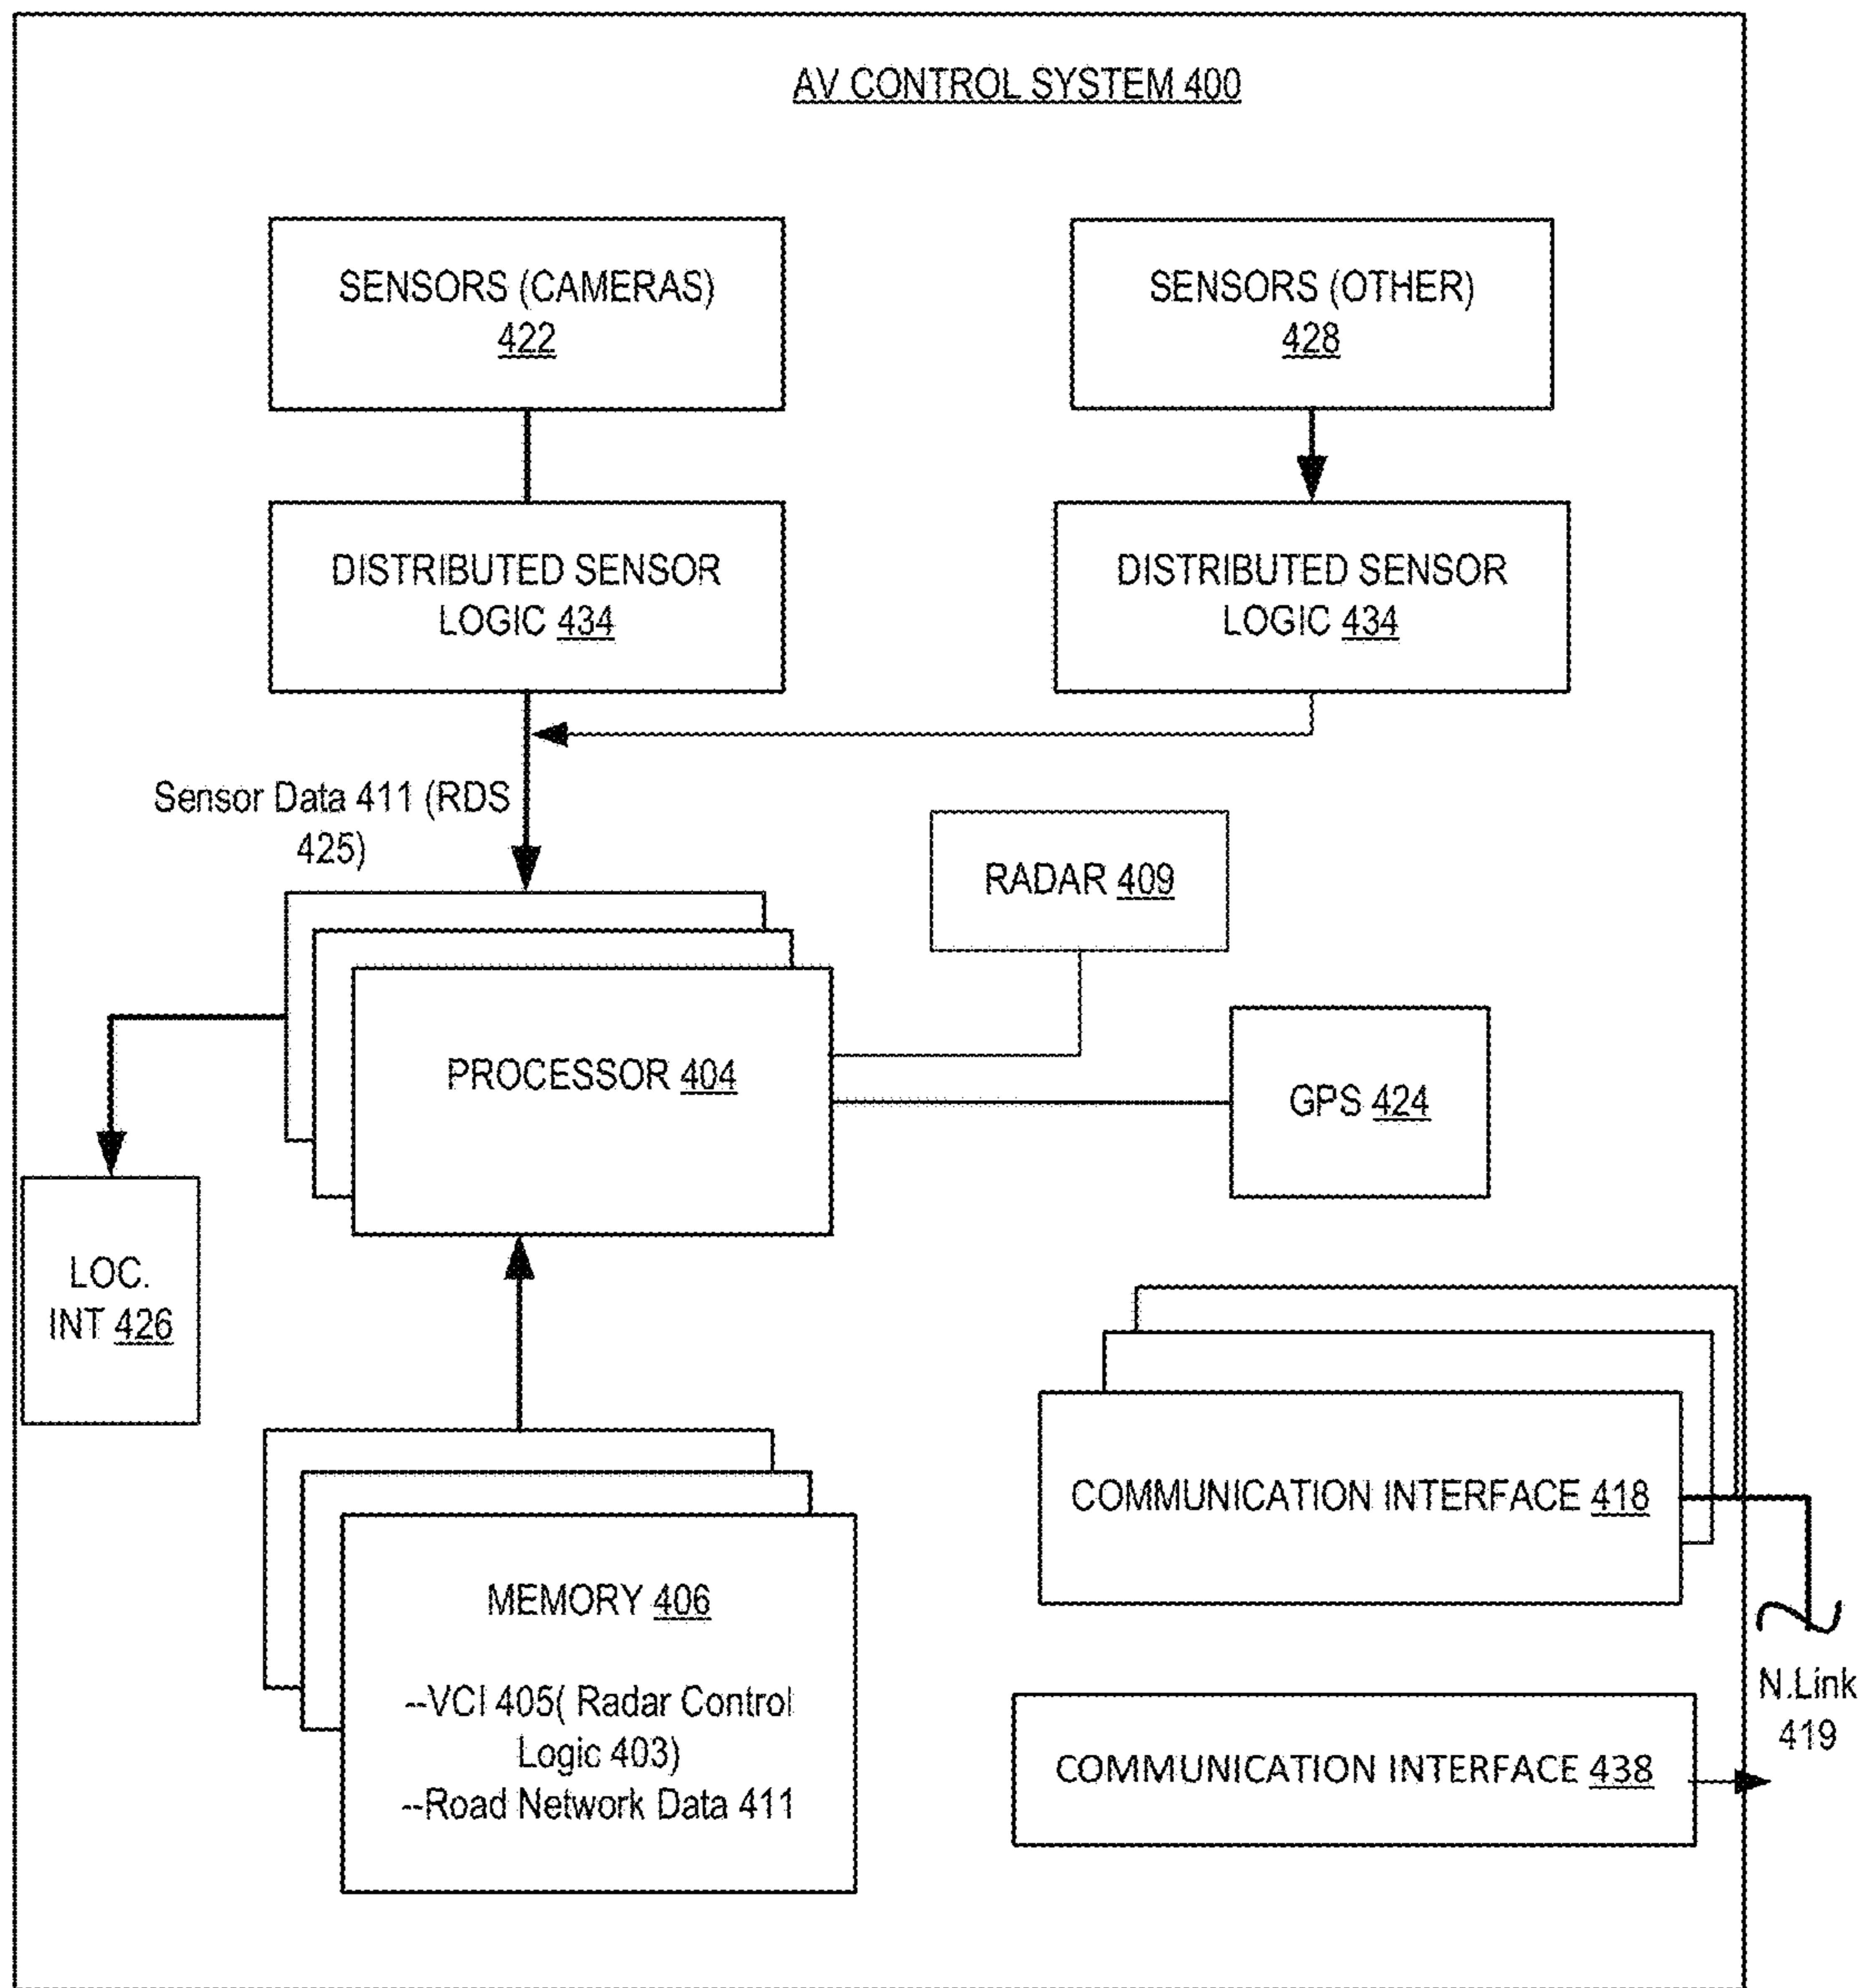 AV CONTROL SYSTEM 400
SENSORS (CAMERAS)
422
SENSORS (OTHER)
428
DISTRIBUTED SENSOR
LOGIC 434
DISTRIBUTED SENSOR
LOGIC 434
Sensor Data 411 (RDS
425)
RADAR 409
PROCESSOR 404
GPS 424
LOC.
INT 426
COMMUNICATION INTERFACE 418
MEMORY 406
--VCI 405( Radar Control
Logic 403)
--Road Network Data 411
N.Link
419
COMMUNICATION INTERFACE 438